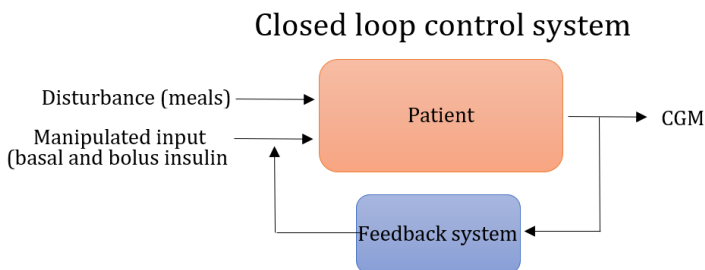 Closed loop control system
Disturbance (meals)
Manipulated input
(basal and bolus insulin
Patient
CGM
Feedback system